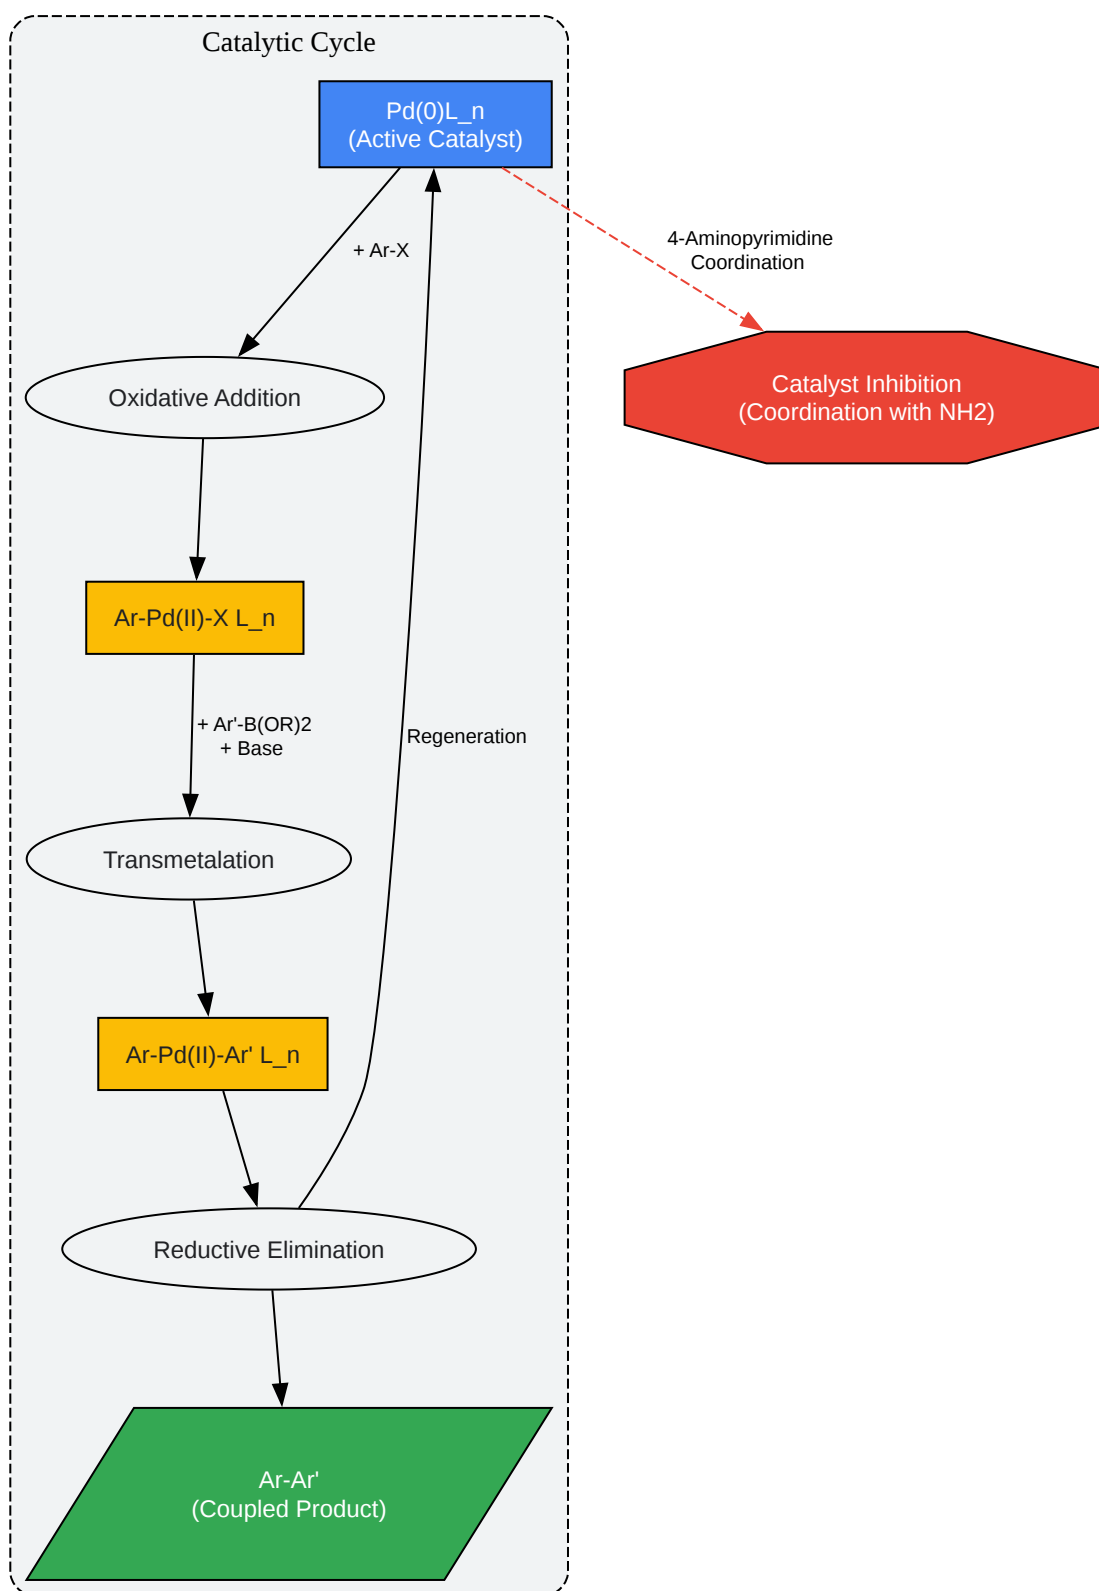 Catalytic Cycle
Pd(0)L_n
(Active Catalyst)
+ Ar-X
4-Aminopyrimidine
Coordination
Oxidative Addition
Catalyst Inhibition
(Coordination with NH2)
Ar-Pd(II)-X L_n
+ Ar'-B(OR)2
+ Base
Regeneration
Transmetalation
Ar-Pd(II)-Ar' L_n
Reductive Elimination
Ar-Ar'
(Coupled Product)